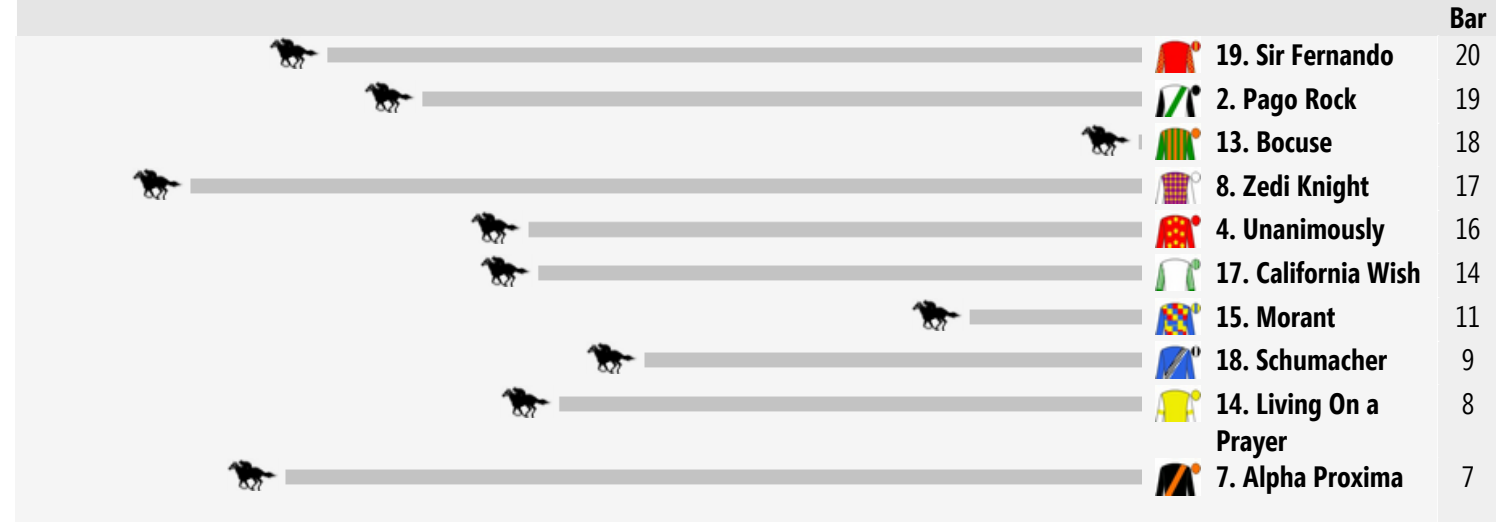 Bar
19. Sir Fernando 20
2. Pago Rock 19
13. Bocuse 18
8. Zedi Knight 17
4. Unanimously 16
17. California Wish 14
15. Morant 11
18. Schumacher 9
14. Living On a 8
Prayer
7. Alpha Proxima 7